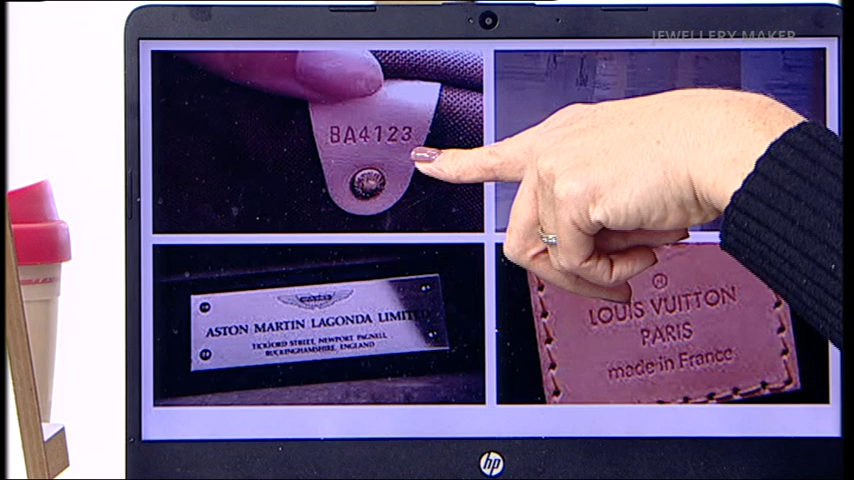 JEWELLERY MAKER
BA4123
ASTON MARTIN LAGONDA LIMITED
TICKFORD STREET, NEWPORT PAGNELL
BUCKINGHAMSHIRE, ENGLAND
LOUIS VUITTON
PARIS
made in France
hp